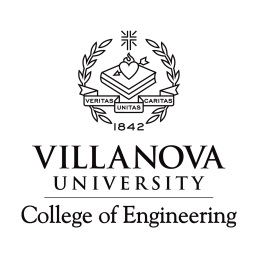 VERITAS UNITAS CARITAS
1842
VILLANOVA
UNIVERSITY
College of Engineering